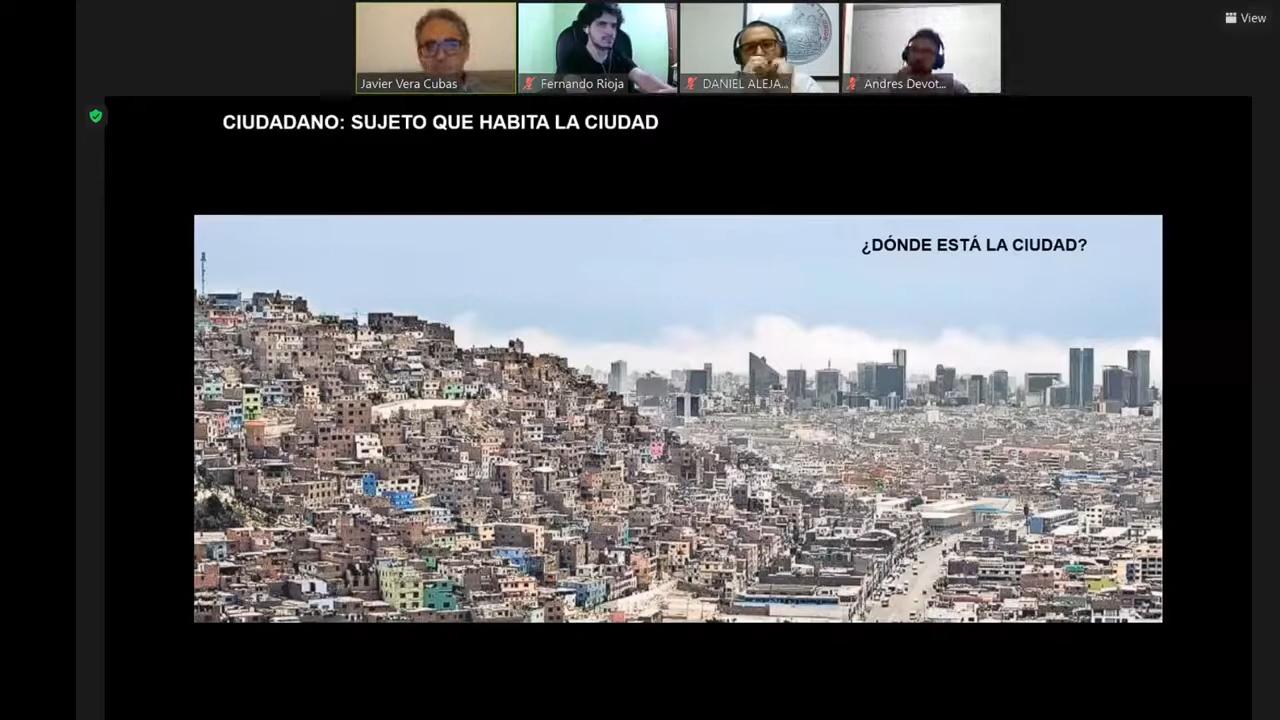 View
Javier Vera Cubas
Fernando Rioja
DANIEL ALEJA...
Andres Devot...
CIUDADANO: SUJETO QUE HABITA LA CIUDAD
¿DÓNDE ESTÁ LA CIUDAD?